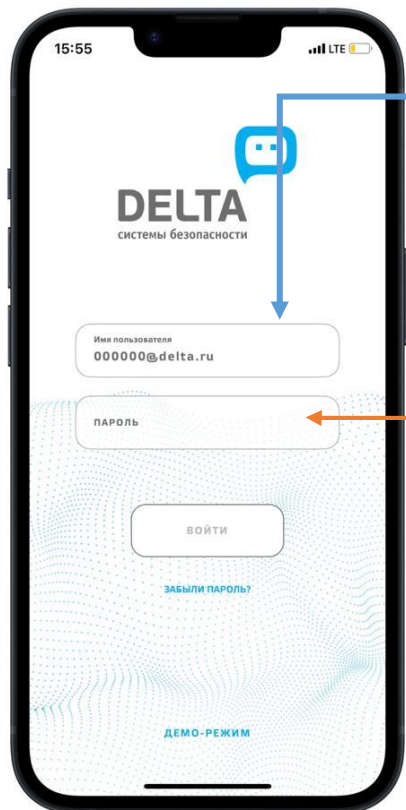 15:55
LTE
DELTA
системы безопасности
Имя пользователя
000000@delta.ru
ПАРОЛЬ
ВОЙТИ
ЗАБЫЛИ ПАРОЛЬ?
ДЕМО-РЕЖИМ